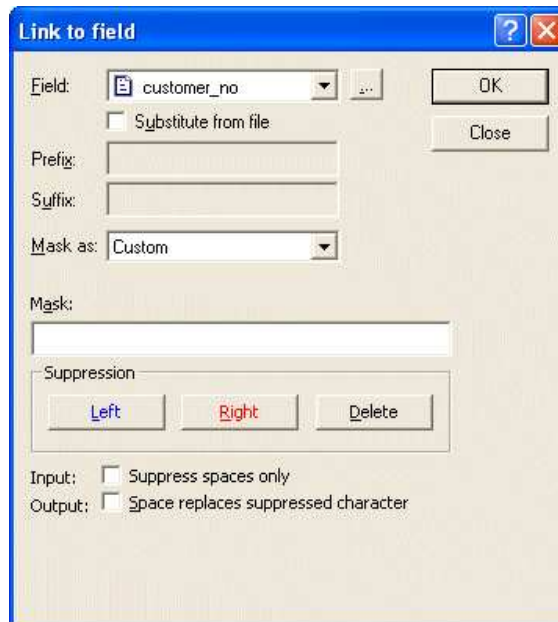 Link to field
Field: customer_no ... OK
Substitute from file
Close
Prefix:
Suffix:
Mask as: Custom
Mask:
Suppression
Left Right Delete
Input: Suppress spaces only
Output: Space replaces suppressed character